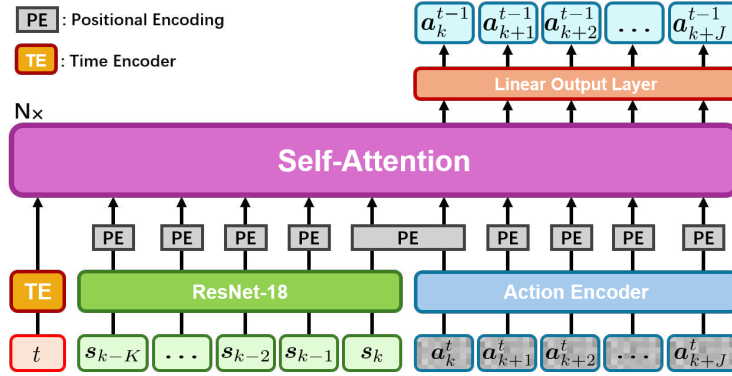 PE : Positional Encoding
TE : Time Encoder
a_k^{t-1} a_{k+1}^{t-1} a_{k+2}^{t-1} ... a_{k+J}^{t-1}
Linear Output Layer
N×
Self-Attention
PE PE PE PE PE PE PE PE PE
TE ResNet-18 Action Encoder
t s_{k-K} ... s_{k-2} s_{k-1} s_k a_k^t a_{k+1}^t a_{k+2}^t ... a_{k+J}^t